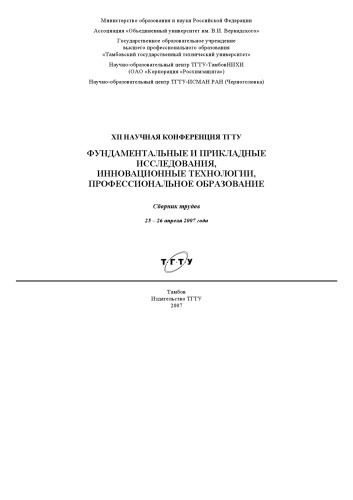 Министерство образования и науки Российской Федерации
Ассоциация «Объединенный университет им. В.И. Вернадского»
Государственное образовательное учреждение
высшего профессионального образования
«Тамбовский государственный технический университет»
Научно-образовательный центр ТГТУ-ТамбовНИХИ
(ОАО «Корпорация «Росхимзащита»)
Научно-образовательный центр ТГТУ-ИСМАН РАН (Черноголовка)
XII НАУЧНАЯ КОНФЕРЕНЦИЯ ТГТУ
ФУНДАМЕНТАЛЬНЫЕ И ПРИКЛАДНЫЕ
ИССЛЕДОВАНИЯ,
ИННОВАЦИОННЫЕ ТЕХНОЛОГИИ,
ПРОФЕССИОНАЛЬНОЕ ОБРАЗОВАНИЕ
Сборник трудов
25 – 26 апреля 2007 года
ТГТУ
Тамбов
Издательство ТГТУ
2007